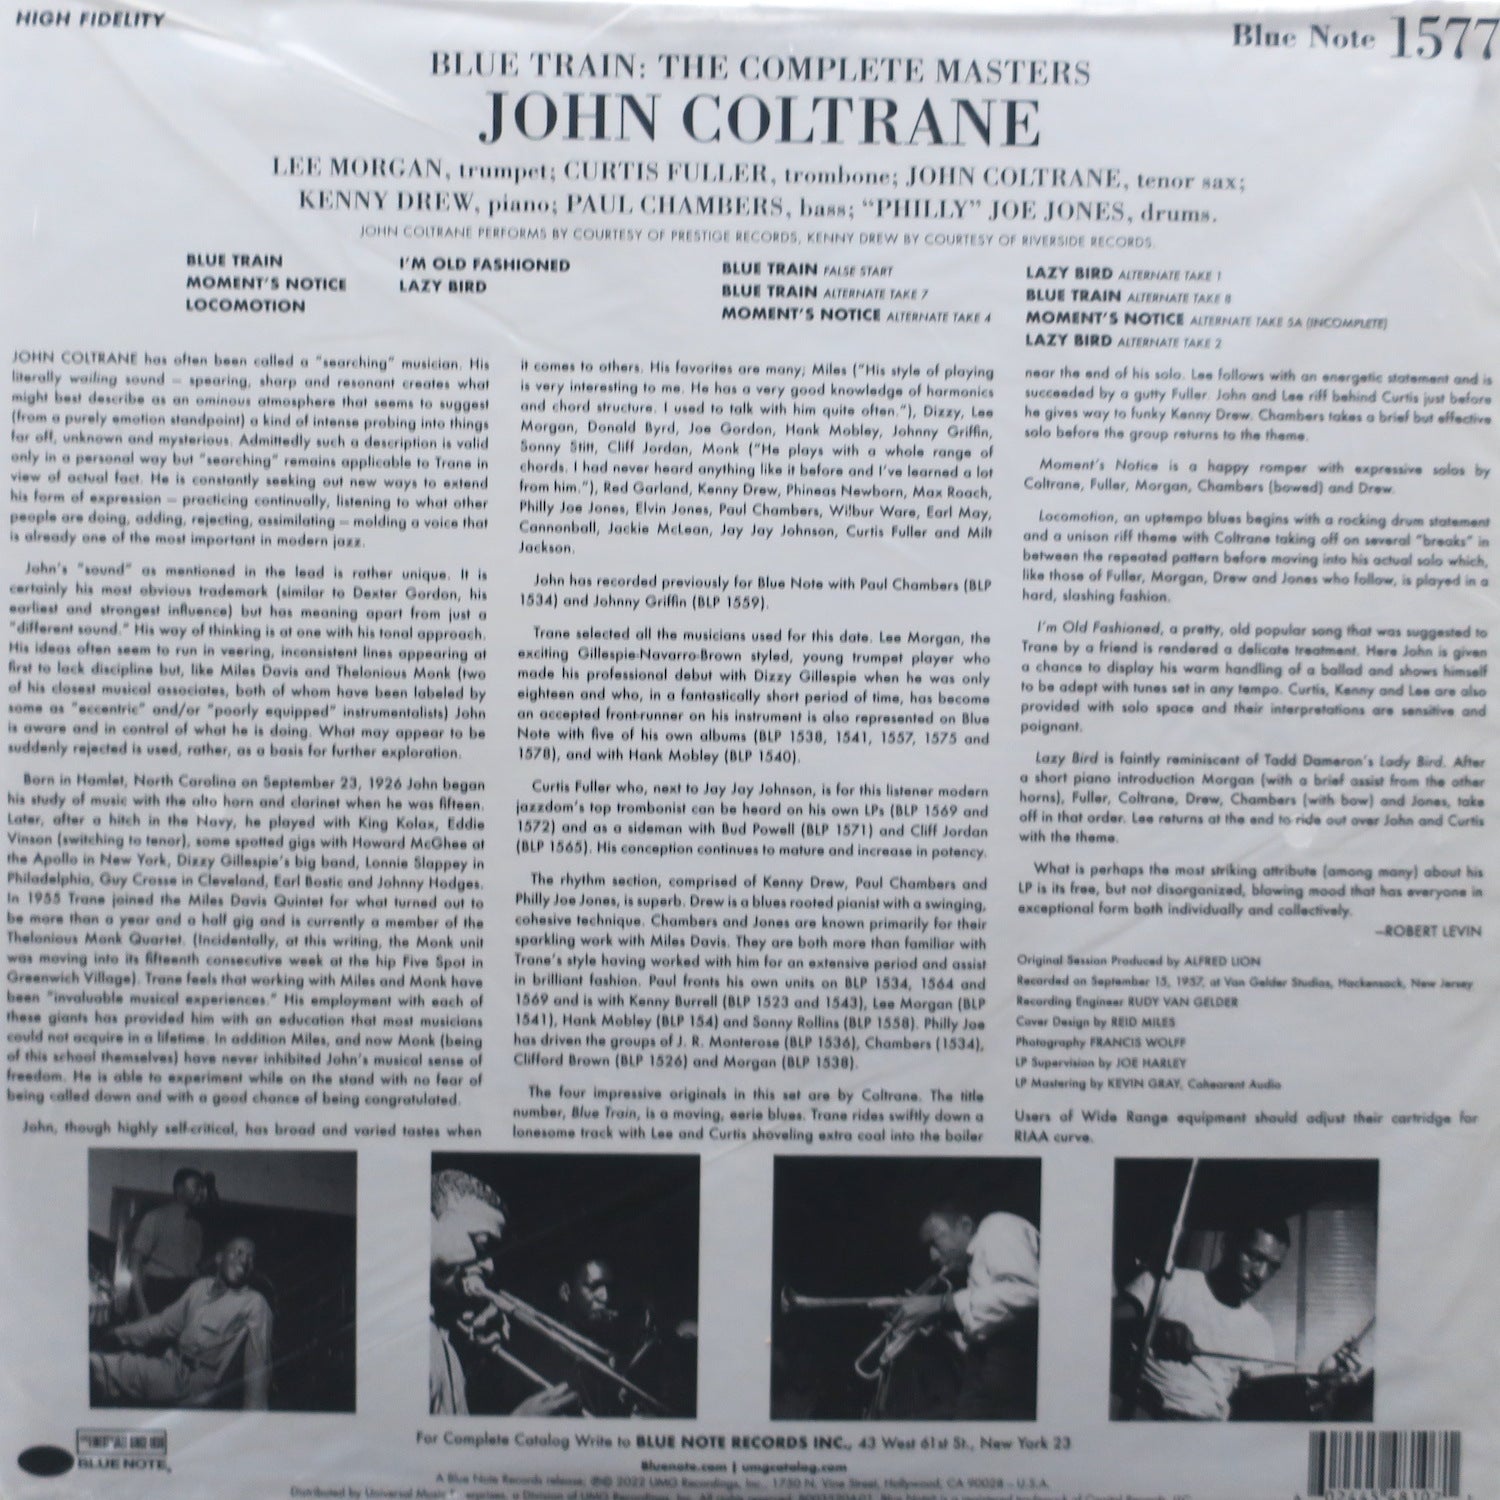 HIGH FIDELITY
Blue Note 1577
BLUE TRAIN: THE COMPLETE MASTERS
JOHN COLTRANE
LEE MORGAN, trumpet; CURTIS FULLER, trombone; JOHN COLTRANE, tenor sax;
KENNY DREW, piano; PAUL CHAMBERS, bass; “PHILLY” JOE JONES, drums.
JOHN COLTRANE PERFORMS BY COURTESY OF PRESTIGE RECORDS, KENNY DREW BY COURTESY OF RIVERSIDE RECORDS.
BLUE TRAIN
MOMENT'S NOTICE
LOCOMOTION
I'M OLD FASHIONED
LAZY BIRD
BLUE TRAIN FALSE START
BLUE TRAIN ALTERNATE TAKE 7
MOMENT'S NOTICE ALTERNATE TAKE 4
LAZY BIRD ALTERNATE TAKE 1
BLUE TRAIN ALTERNATE TAKE 8
MOMENT'S NOTICE ALTERNATE TAKE 5A (INCOMPLETE)
LAZY BIRD ALTERNATE TAKE 2
JOHN COLTRANE has often been called a "searching" musician. His
literally wailing sound — spearing, sharp and resonant creates what
might best describe as an ominous atmosphere that seems to suggest
(from a purely emotion standpoint) a kind of intense probing into things
far off, unknown and mysterious. Admittedly such a description is valid
only in a personal way but "searching" remains applicable to Trane in
view of actual fact. He is constantly seeking out new ways to extend
his form of expression — practicing continually, listening to what other
people are doing, adding, rejecting, assimilating — molding a voice that
is already one of the most important in modern jazz.
John's "sound" as mentioned in the lead is rather unique. It is
certainly his most obvious trademark (similar to Dexter Gordon, his
earliest and strongest influence) but has meaning apart from just a
"different sound." His way of thinking is at one with his tonal approach.
His ideas often seem to run in veering, inconsistent lines appearing at
first to lack discipline but, like Miles Davis and Thelonious Monk (two
of his closest musical associates, both of whom have been labeled by
some as "eccentric" and/or "poorly equipped" instrumentalists) John
is aware and in control of what he is doing. What may appear to be
suddenly rejected is used, rather, as a basis for further exploration.
Born in Hamlet, North Carolina on September 23, 1926 John began
his study of music with the alto horn and clarinet when he was fifteen.
Later, after a hitch in the Navy, he played with King Kolax, Eddie
Vinson (switching to tenor), some spotted gigs with Howard McGhee at
the Apollo in New York, Dizzy Gillespie's big band, Lonnie Slappey in
Philadelphia, Guy Crosse in Cleveland, Earl Bostic and Johnny Hodges.
In 1955 Trane joined the Miles Davis Quintet for what turned out to
be more than a year and a half gig and is currently a member of the
Thelonious Monk Quartet. (Incidentally, at this writing, the Monk unit
was moving into its fifteenth consecutive week at the hip Five Spot in
Greenwich Village). Trane feels that working with Miles and Monk have
been "invaluable musical experiences." His employment with each of
these giants has provided him with an education that most musicians
could not acquire in a lifetime. In addition Miles, and now Monk (being
of this school themselves) have never inhibited John's musical sense of
freedom. He is able to experiment while on the stand with no fear of
being called down and with a good chance of being congratulated.
John, though highly self-critical, has broad and varied tastes when
it comes to others. His favorites are many; Miles ("His style of playing
is very interesting to me. He has a very good knowledge of harmonics
and chord structure. I used to talk with him quite often."), Dizzy, Lee
Morgan, Donald Byrd, Joe Gordon, Hank Mobley, Johnny Griffin,
Sonny Stitt, Cliff Jordan, Monk ("He plays with a whole range of
chords. I had never heard anything like it before and I've learned a lot
from him."), Red Garland, Kenny Drew, Phineas Newborn, Max Roach,
Philly Joe Jones, Elvin Jones, Paul Chambers, Wilbur Ware, Earl May,
Cannonball, Jackie McLean, Jay Jay Johnson, Curtis Fuller and Milt
Jackson.
John has recorded previously for Blue Note with Paul Chambers (BLP
1534) and Johnny Griffin (BLP 1559).
Trane selected all the musicians used for this date. Lee Morgan, the
exciting Gillespie-Navarro-Brown styled, young trumpet player who
made his professional debut with Dizzy Gillespie when he was only
eighteen and who, in a fantastically short period of time, has become
an accepted front-runner on his instrument is also represented on Blue
Note with five of his own albums (BLP 1538, 1541, 1557, 1575 and
1578), and with Hank Mobley (BLP 1540).
Curtis Fuller who, next to Jay Jay Johnson, is for this listener modern
jazzdom's top trombonist can be heard on his own LPs (BLP 1569 and
1572) and as a sideman with Bud Powell (BLP 1571) and Cliff Jordan
(BLP 1565). His conception continues to mature and increase in potency.
The rhythm section, comprised of Kenny Drew, Paul Chambers and
Philly Joe Jones, is superb. Drew is a blues rooted pianist with a swinging,
cohesive technique. Chambers and Jones are known primarily for their
sparkling work with Miles Davis. They are both more than familiar with
Trane's style having worked with him for an extensive period and assist
in brilliant fashion. Paul fronts his own units on BLP 1534, 1564 and
1569 and is with Kenny Burrell (BLP 1523 and 1543), Lee Morgan (BLP
1541), Hank Mobley (BLP 154) and Sonny Rollins (BLP 1558). Philly Joe
has driven the groups of J. R. Monterose (BLP 1536), Chambers (1534),
Clifford Brown (BLP 1526) and Morgan (BLP 1538).
The four impressive originals in this set are by Coltrane. The title
number, Blue Train, is a moving, eerie blues. Trane rides swiftly down a
lonesome track with Lee and Curtis shoveling extra coal into the boiler
near the end of his solo. Lee follows with an energetic statement and is
succeeded by a gutty Fuller. John and Lee riff behind Curtis just before
he gives way to funky Kenny Drew. Chambers takes a brief but effective
solo before the group returns to the theme.
Moment's Notice is a happy romper with expressive solos by
Coltrane, Fuller, Morgan, Chambers (bowed) and Drew.
Locomotion, an uptempo blues begins with a rocking drum statement
and a unison riff theme with Coltrane taking off on several "breaks" in
between the repeated pattern before moving into his actual solo which,
like those of Fuller, Morgan, Drew and Jones who follow, is played in a
hard, slashing fashion.
I'm Old Fashioned, a pretty, old popular song that was suggested to
Trane by a friend is rendered a delicate treatment. Here John is given
a chance to display his warm handling of a ballad and shows himself
to be adept with tunes set in any tempo. Curtis, Kenny and Lee are also
provided with solo space and their interpretations are sensitive and
poignant.
Lazy Bird is faintly reminiscent of Tadd Dameron's Lady Bird. After
a short piano introduction Morgan (with a brief assist from the other
horns), Fuller, Coltrane, Drew, Chambers (with bow) and Jones, take
off in that order. Lee returns at the end to ride out over John and Curtis
with the theme.
What is perhaps the most striking attribute (among many) about his
LP is its free, but not disorganized, blowing mood that has everyone in
exceptional form both individually and collectively.
—ROBERT LEVIN
Original Session Produced by ALFRED LION
Recorded on September 15, 1957, at Van Gelder Studios, Hackensack, New Jersey
Recording Engineer RUDY VAN GELDER
Cover Design by REID MILES
Photography FRANCIS WOLFF
LP Supervision by JOE HARLEY
LP Mastering by KEVIN GRAY, Cohearent Audio
Users of Wide Range equipment should adjust their cartridge for
RIAA curve.
BLUE NOTE
For Complete Catalog Write to BLUE NOTE RECORDS INC., 43 West 61st St., New York 23
Bluenote.com | umgcatalog.com
A Blue Note Records release; ℗© 2022 UMG Recordings, Inc., 1750 N. Vine Street, Hollywood, CA 90028 - U.S.A.
Distributed by Universal Music